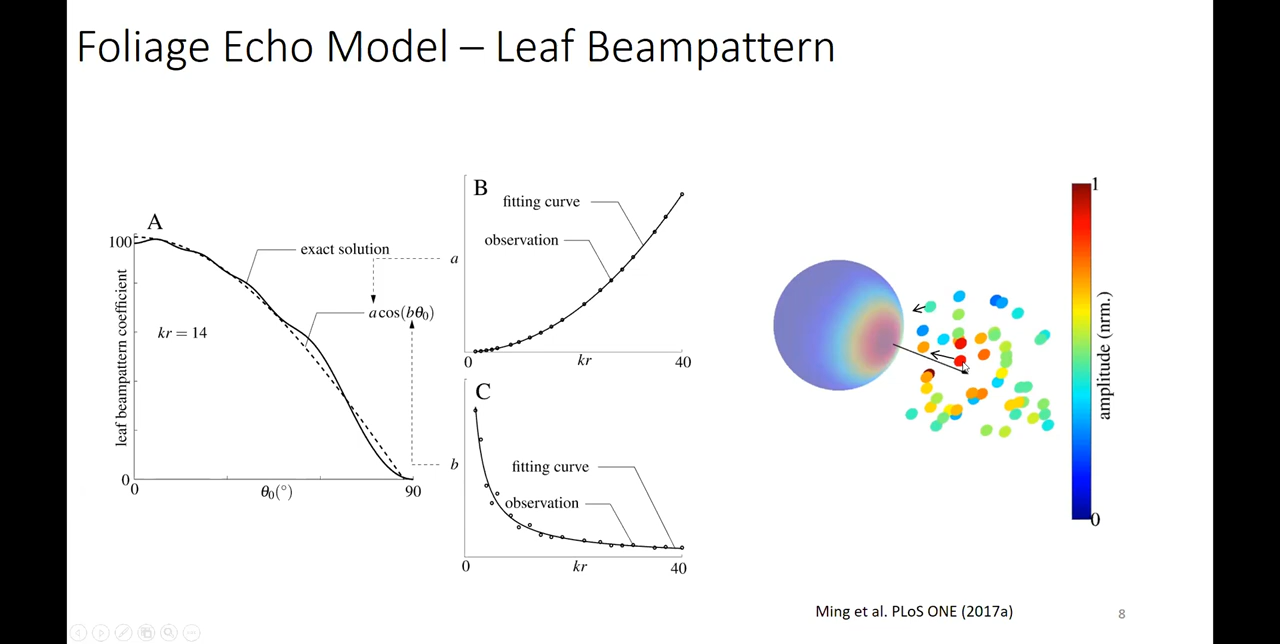 Foliage Echo Model – Leaf Beampattern
A
100
leaf beampattern coefficient
exact solution
a cos(bθ₀)
kr = 14
0
0
θ₀(°)
90
B
fitting curve
observation
a
0
kr
40
C
fitting curve
observation
b
0
kr
40
1
amplitude (nrm.)
0
Ming et al. PLoS ONE (2017a)
8